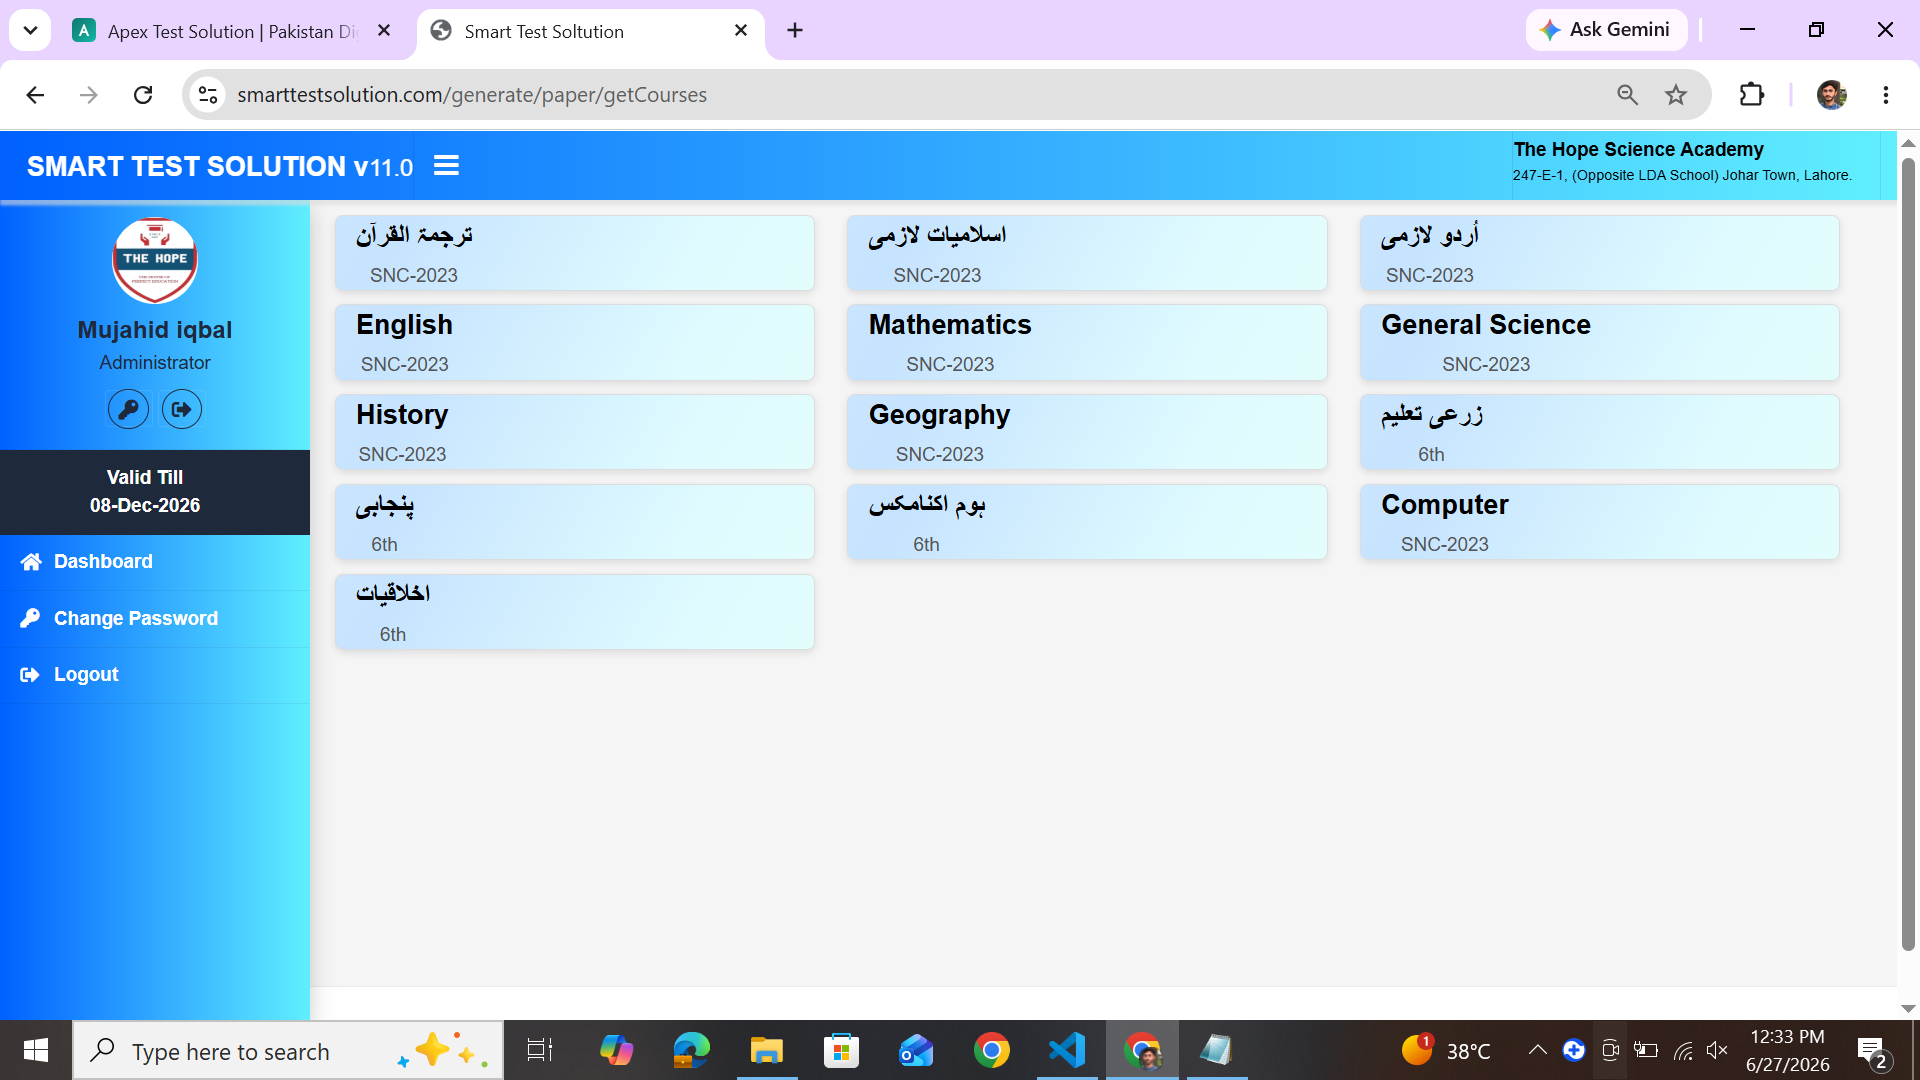 Apex Test Solution | Pakistan Di
Smart Test Soltution
Ask Gemini
smarttestsolution.com/generate/paper/getCourses
SMART TEST SOLUTION v11.0
The Hope Science Academy
247-E-1, (Opposite LDA School) Johar Town, Lahore.
THE HOPE
Mujahid iqbal
Administrator
Valid Till
08-Dec-2026
Dashboard
Change Password
Logout
ترجمۃ القرآن
SNC-2023
اسلامیات لازمی
SNC-2023
اُردو لازمی
SNC-2023
English
SNC-2023
Mathematics
SNC-2023
General Science
SNC-2023
History
SNC-2023
Geography
SNC-2023
زرعی تعلیم
6th
پنجابی
6th
ہوم اکنامکس
6th
Computer
SNC-2023
اخلاقیات
6th
Type here to search
1
38°C
12:33 PM
6/27/2026
2